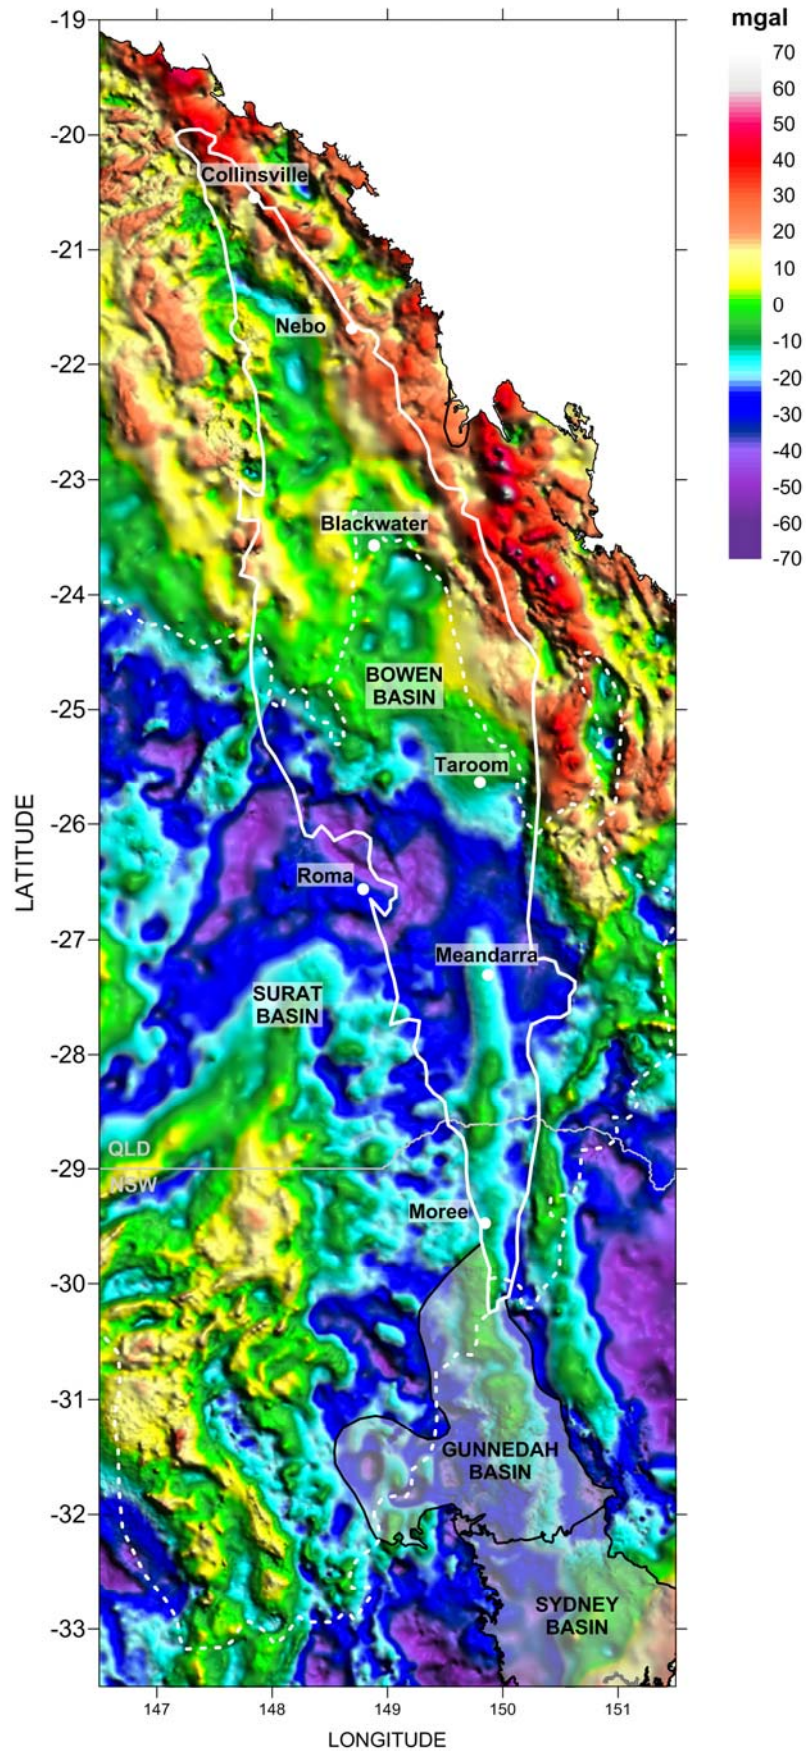 mgal
70
60
50
40
30
20
10
0
-10
-20
-30
-40
-50
-60
-70
-19
-20
-21
-22
-23
-24
-25
-26
-27
-28
-29
-30
-31
-32
-33
LATITUDE
Collinsville
Nebo
Blackwater
BOWEN
BASIN
Taroom
Roma
Meandarra
SURAT
BASIN
QLD
NSW
Moree
GUNNEDAH
BASIN
SYDNEY
BASIN
147
148
149
150
151
LONGITUDE